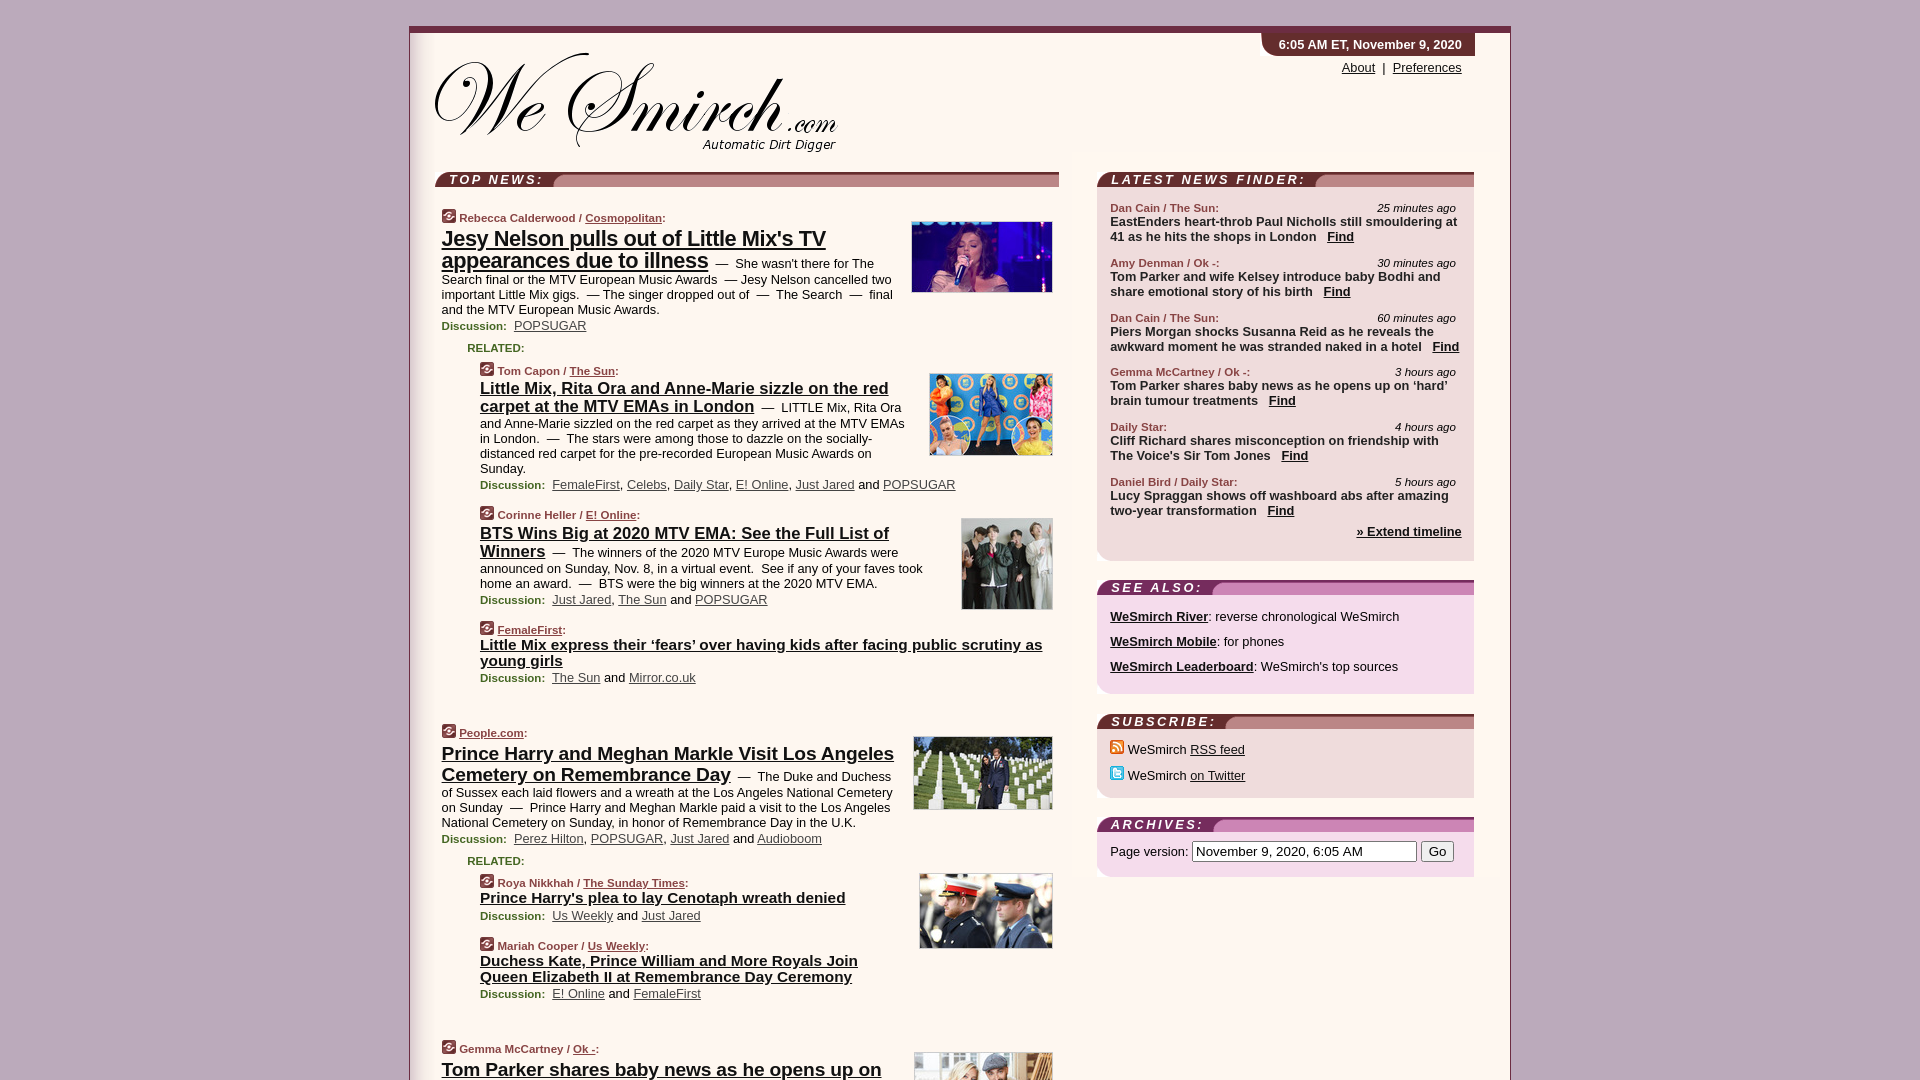 6:05 AM ET, November 9, 2020
About | Preferences
We Smirch .com
Automatic Dirt Digger
TOP NEWS:
Rebecca Calderwood / Cosmopolitan:
Jesy Nelson pulls out of Little Mix's TV
appearances due to illness — She wasn't there for The
Search final or the MTV European Music Awards — Jesy Nelson cancelled two
important Little Mix gigs. — The singer dropped out of — The Search — final
and the MTV European Music Awards.
Discussion: POPSUGAR
RELATED:
Tom Capon / The Sun:
Little Mix, Rita Ora and Anne-Marie sizzle on the red
carpet at the MTV EMAs in London — LITTLE Mix, Rita Ora
and Anne-Marie sizzled on the red carpet as they arrived at the MTV EMAs
in London. — The stars were among those to dazzle on the socially-
distanced red carpet for the pre-recorded European Music Awards on
Sunday.
Discussion: FemaleFirst, Celebs, Daily Star, E! Online, Just Jared and POPSUGAR
Corinne Heller / E! Online:
BTS Wins Big at 2020 MTV EMA: See the Full List of
Winners — The winners of the 2020 MTV Europe Music Awards were
announced on Sunday, Nov. 8, in a virtual event. See if any of your faves took
home an award. — BTS were the big winners at the 2020 MTV EMA.
Discussion: Just Jared, The Sun and POPSUGAR
FemaleFirst:
Little Mix express their ‘fears’ over having kids after facing public scrutiny as
young girls
Discussion: The Sun and Mirror.co.uk
People.com:
Prince Harry and Meghan Markle Visit Los Angeles
Cemetery on Remembrance Day — The Duke and Duchess
of Sussex each laid flowers and a wreath at the Los Angeles National Cemetery
on Sunday — Prince Harry and Meghan Markle paid a visit to the Los Angeles
National Cemetery on Sunday, in honor of Remembrance Day in the U.K.
Discussion: Perez Hilton, POPSUGAR, Just Jared and Audioboom
RELATED:
Roya Nikkhah / The Sunday Times:
Prince Harry's plea to lay Cenotaph wreath denied
Discussion: Us Weekly and Just Jared
Mariah Cooper / Us Weekly:
Duchess Kate, Prince William and More Royals Join
Queen Elizabeth II at Remembrance Day Ceremony
Discussion: E! Online and FemaleFirst
Gemma McCartney / Ok -:
Tom Parker shares baby news as he opens up on
LATEST NEWS FINDER:
Dan Cain / The Sun: 25 minutes ago
EastEnders heart-throb Paul Nicholls still smouldering at
41 as he hits the shops in London Find
Amy Denman / Ok -: 30 minutes ago
Tom Parker and wife Kelsey introduce baby Bodhi and
share emotional story of his birth Find
Dan Cain / The Sun: 60 minutes ago
Piers Morgan shocks Susanna Reid as he reveals the
awkward moment he was stranded naked in a hotel Find
Gemma McCartney / Ok -: 3 hours ago
Tom Parker shares baby news as he opens up on ‘hard’
brain tumour treatments Find
Daily Star: 4 hours ago
Cliff Richard shares misconception on friendship with
The Voice's Sir Tom Jones Find
Daniel Bird / Daily Star: 5 hours ago
Lucy Spraggan shows off washboard abs after amazing
two-year transformation Find
» Extend timeline
SEE ALSO:
WeSmirch River: reverse chronological WeSmirch
WeSmirch Mobile: for phones
WeSmirch Leaderboard: WeSmirch's top sources
SUBSCRIBE:
WeSmirch RSS feed
WeSmirch on Twitter
ARCHIVES:
Page version: November 9, 2020, 6:05 AM Go